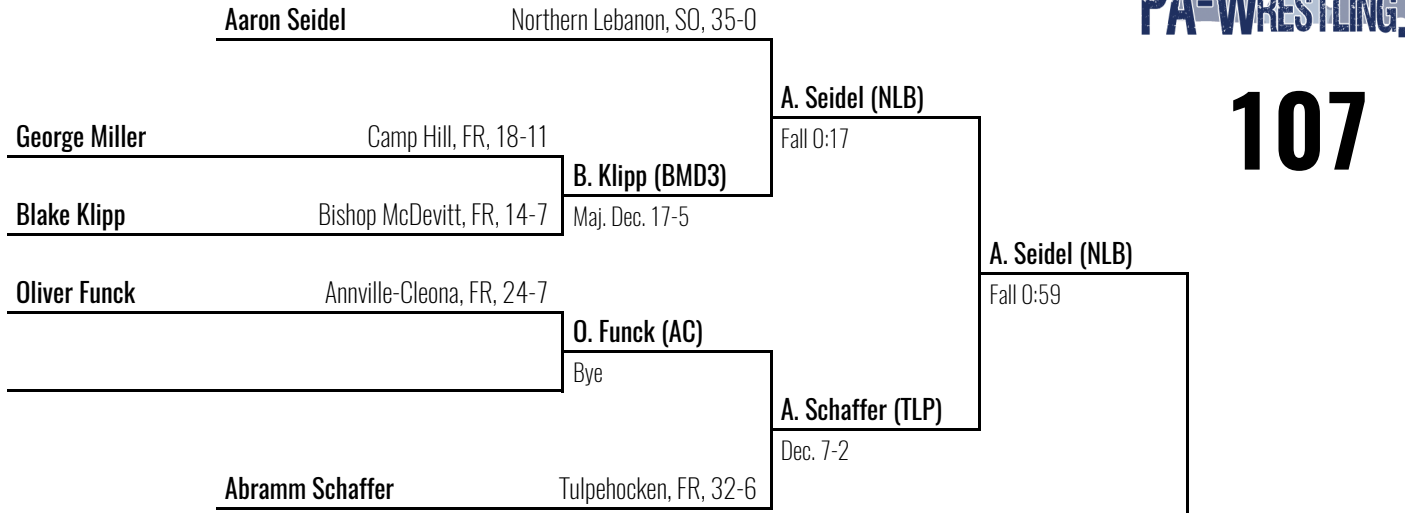 Aaron Seidel Northern Lebanon, SO, 35-0
PA-WRESTLING.
A. Seidel (NLB)
107
George Miller Camp Hill, FR, 18-11
Fall 0:17
B. Klipp (BMD3)
Blake Klipp Bishop McDevitt, FR, 14-7
Maj. Dec. 17-5
A. Seidel (NLB)
Oliver Funck Annville-Cleona, FR, 24-7
Fall 0:59
O. Funck (AC)
Bye
A. Schaffer (TLP)
Dec. 7-2
Abramm Schaffer Tulpehocken, FR, 32-6